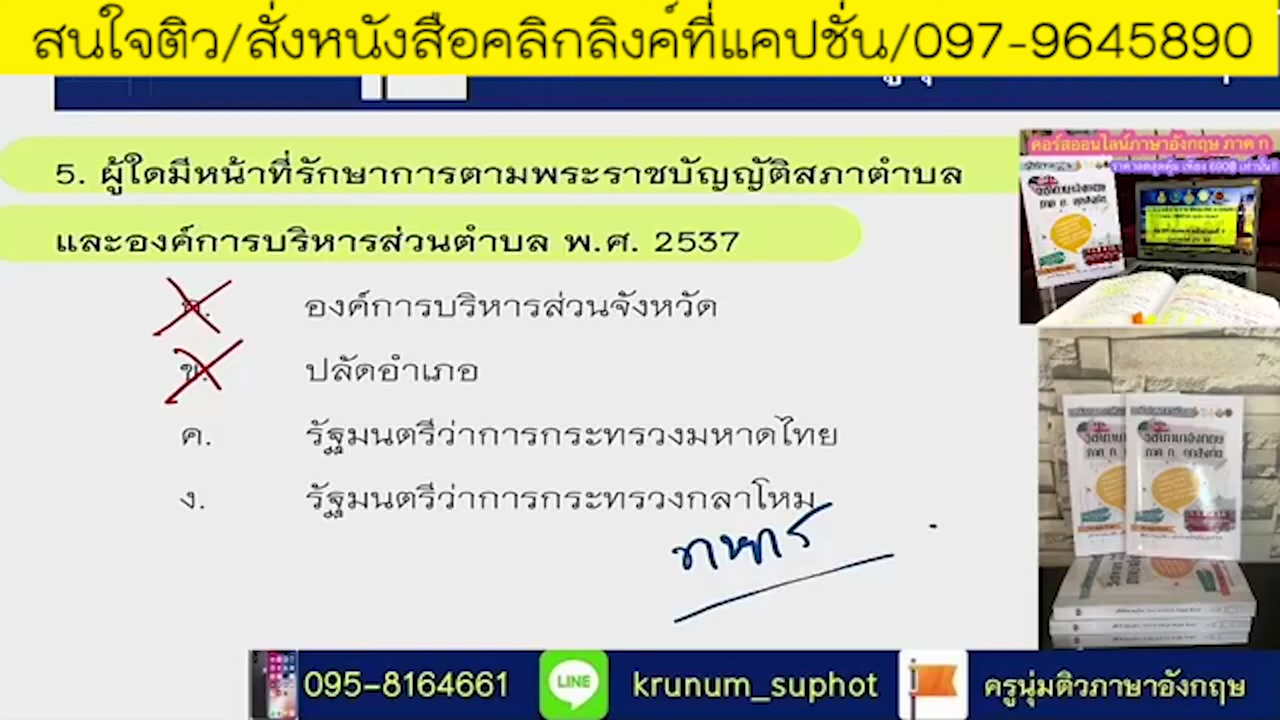 สนใจติว/สั่งหนังสือคลิกลิงค์ที่แคปชั่น/097-9645890
5. ผู้ใดมีหน้าที่รักษาการตามพระราชบัญญัติสภาตำบล
และองค์การบริหารส่วนตำบล พ.ศ. 2537
ก. องค์การบริหารส่วนจังหวัด
ข. ปลัดอำเภอ
ค. รัฐมนตรีว่าการกระทรวงมหาดไทย
ง. รัฐมนตรีว่าการกระทรวงกลาโหม
ทหาร
คอร์สออนไลน์ภาษาอังกฤษ ภาค ก
095-8164661
LINE
krunum_suphot
ครูนุ่มติวภาษาอังกฤษ